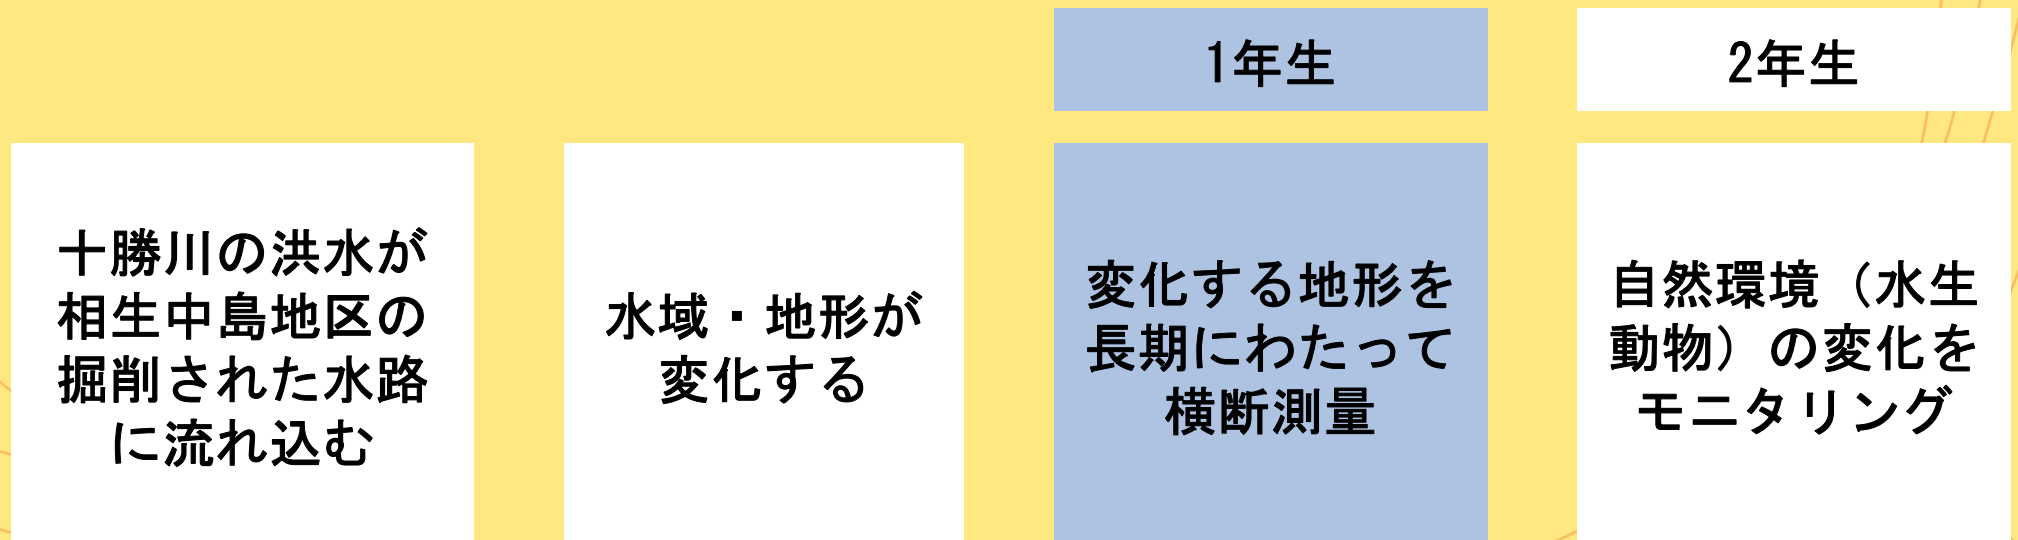 1年生
2年生
十勝川の洪水が
相生中島地区の
掘削された水路
に流れ込む
水域・地形が
変化する
変化する地形を
長期にわたって
横断測量
自然環境（水生
動物）の変化を
モニタリング